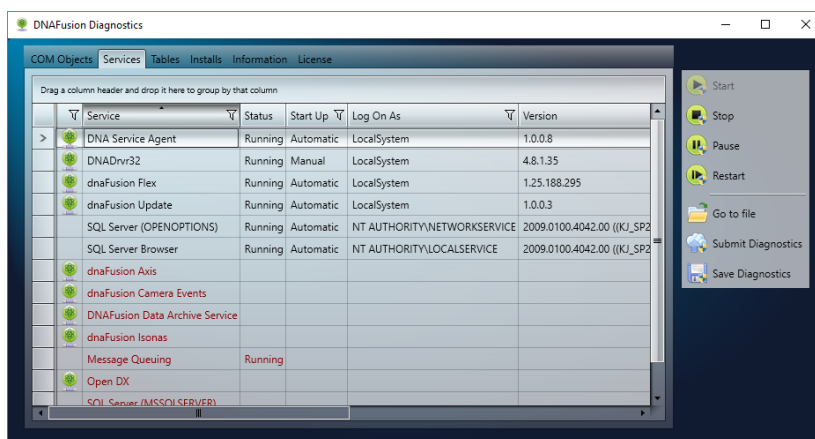 DNAFusion Diagnostics
COM Objects Services Tables Installs Information License
Drag a column header and drop it here to group by that column
Service Status Start Up Log On As Version
DNA Service Agent Running Automatic LocalSystem 1.0.0.8
DNADrvr32 Running Manual LocalSystem 4.8.1.35
dnaFusion Flex Running Automatic LocalSystem 1.25.188.295
dnaFusion Update Running Automatic LocalSystem 1.0.0.3
SQL Server (OPENOPTIONS) Running Automatic NT AUTHORITY\NETWORKSERVICE 2009.0100.4042.00 ((KJ_SP2
SQL Server Browser Running Automatic NT AUTHORITY\LOCALSERVICE 2009.0100.4042.00 ((KJ_SP2
dnaFusion Axis
dnaFusion Camera Events
DNAFusion Data Archive Service
dnaFusion Isonas
Message Queuing Running
Open DX
SQL Server (MSSQLSERVER)
Start
Stop
Pause
Restart
Go to file
Submit Diagnostics
Save Diagnostics